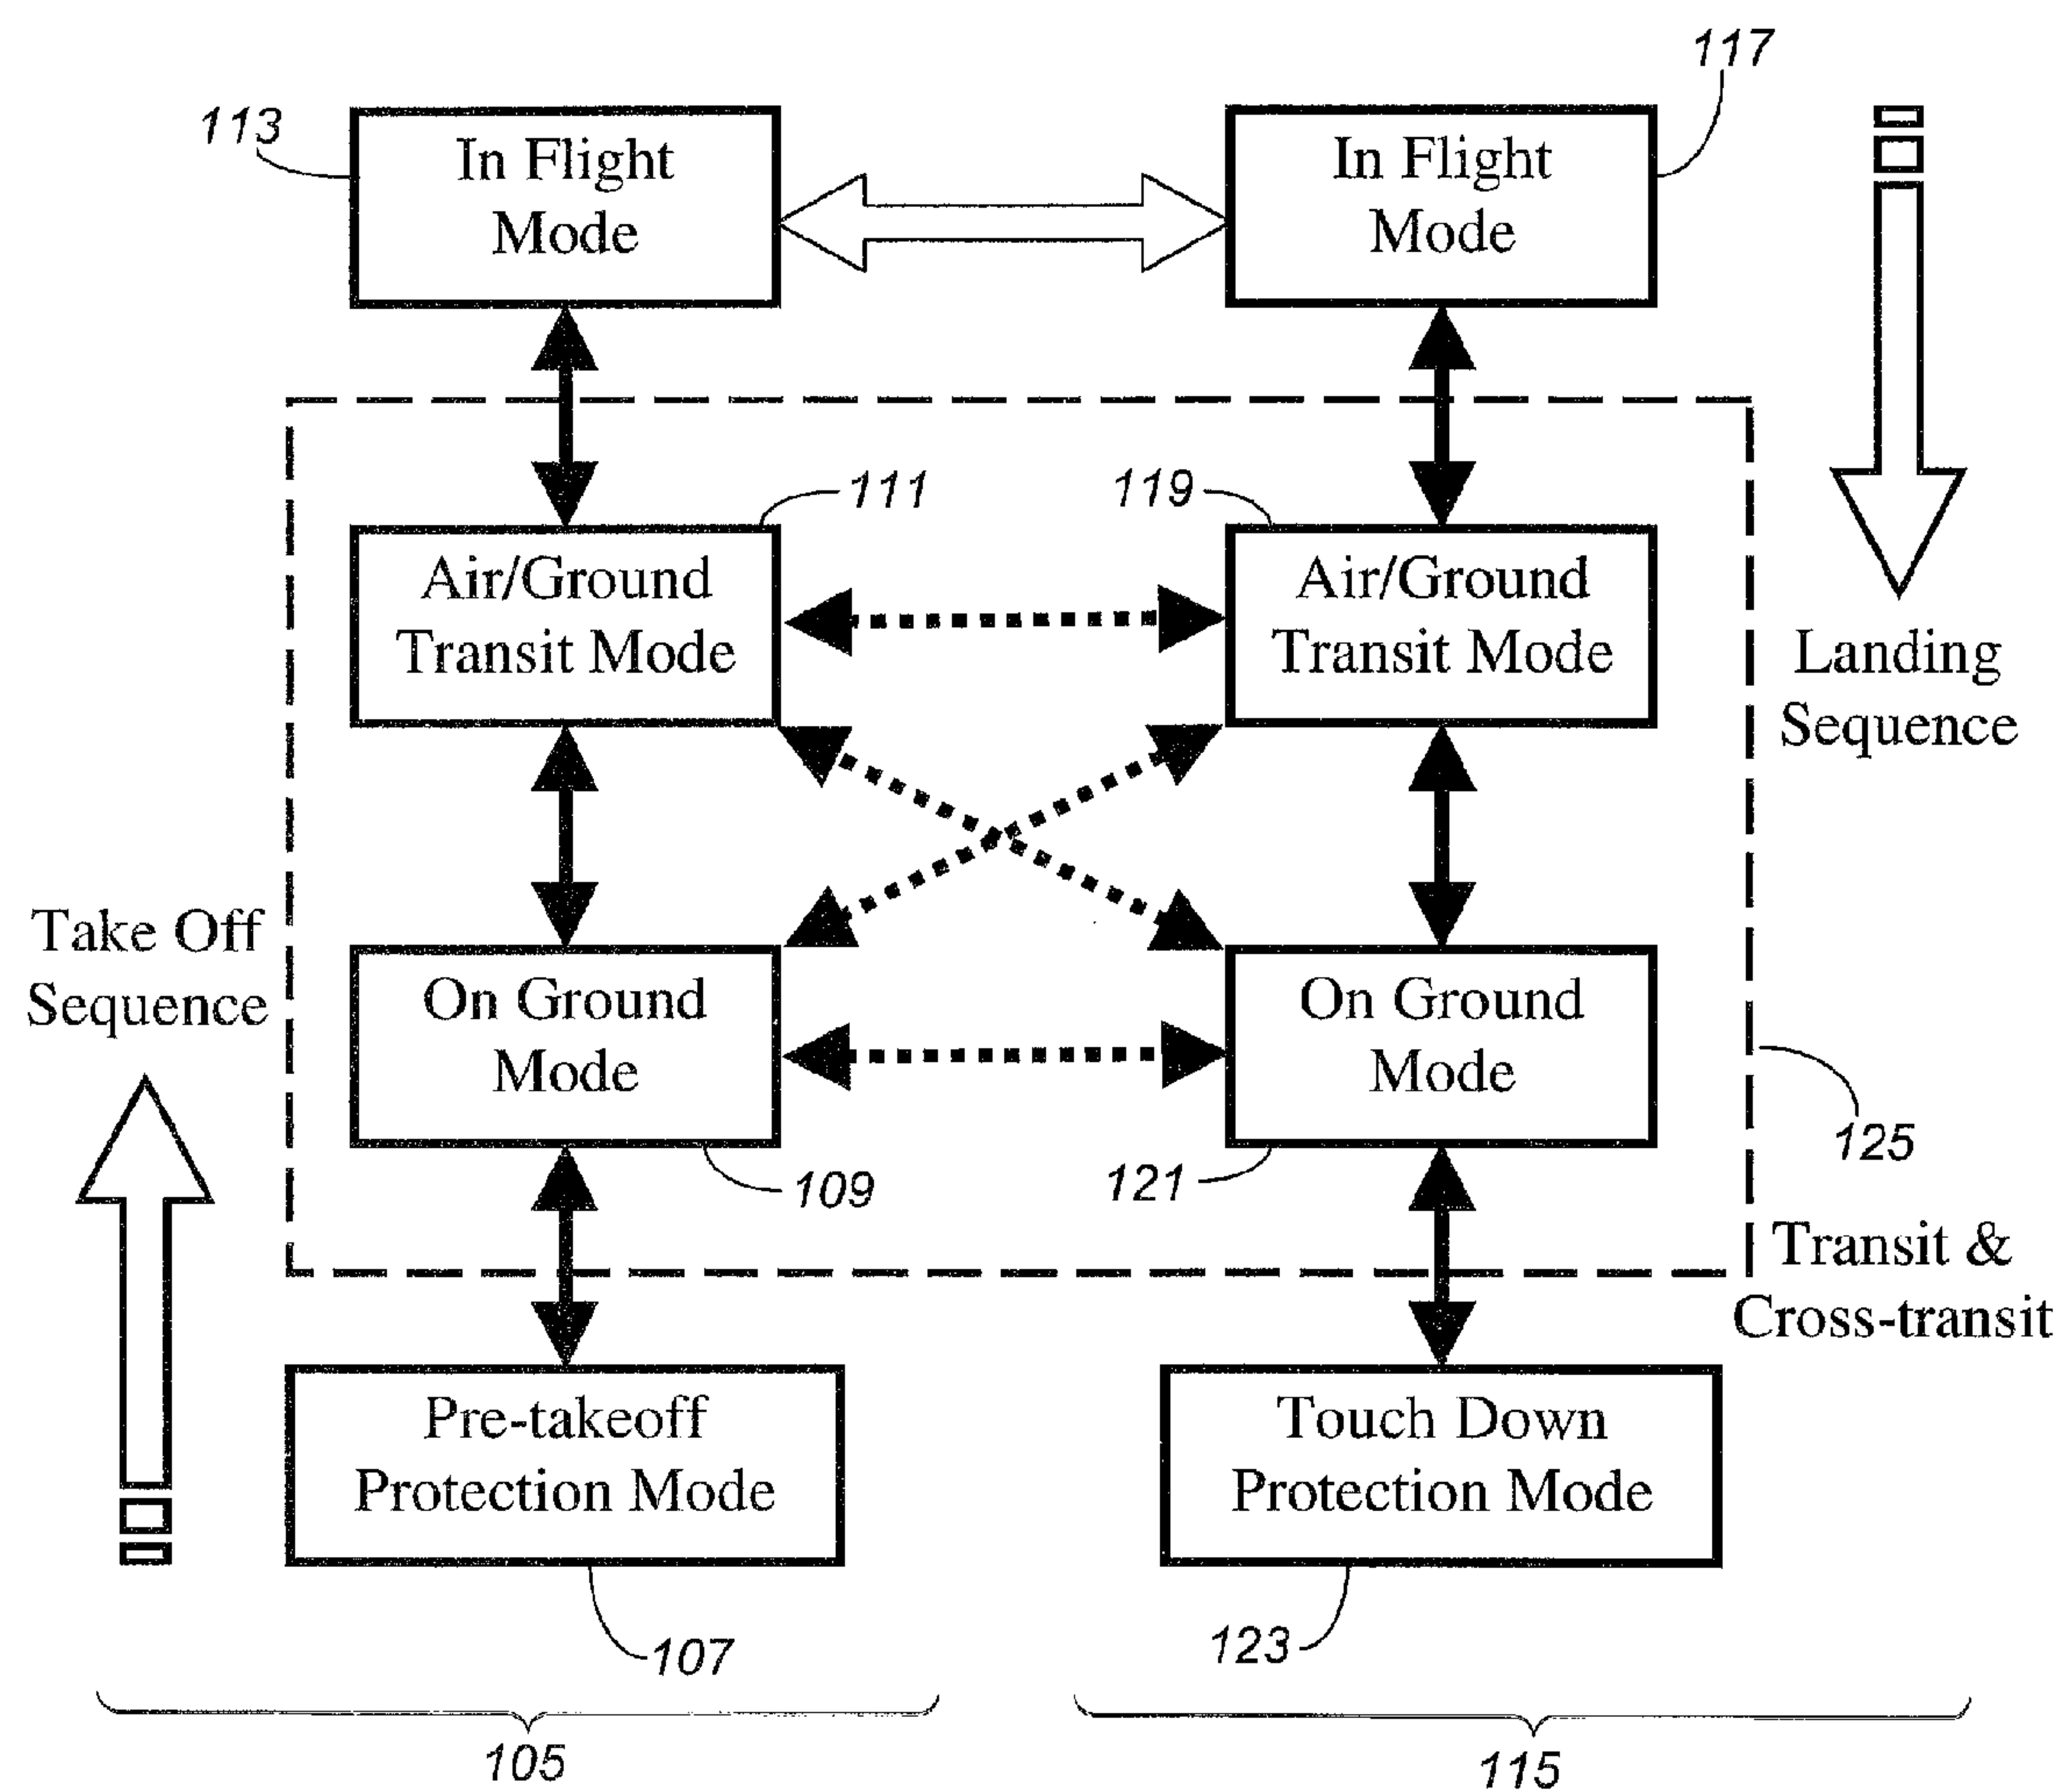 117
113
In Flight
Mode
In Flight
Mode
111
119
Air/Ground
Transit Mode
Air/Ground
Transit Mode
Landing
Sequence
Take Off
Sequence
On Ground
Mode
On Ground
Mode
125
109
121
Transit &
Cross-transit
Pre-takeoff
Protection Mode
Touch Down
Protection Mode
107
123
105
115